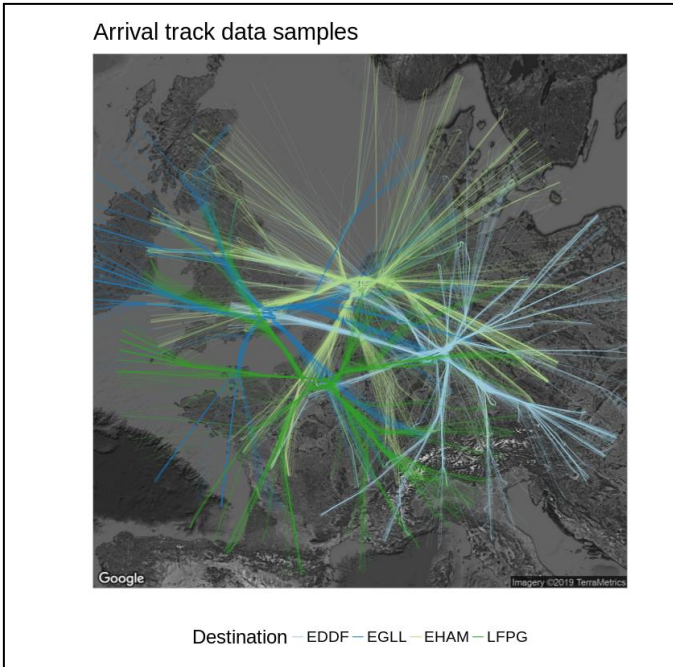 Arrival track data samples
Google
Imagery ©2019 TerraMetrics
Destination EDDF EGLL EHAM LFPG